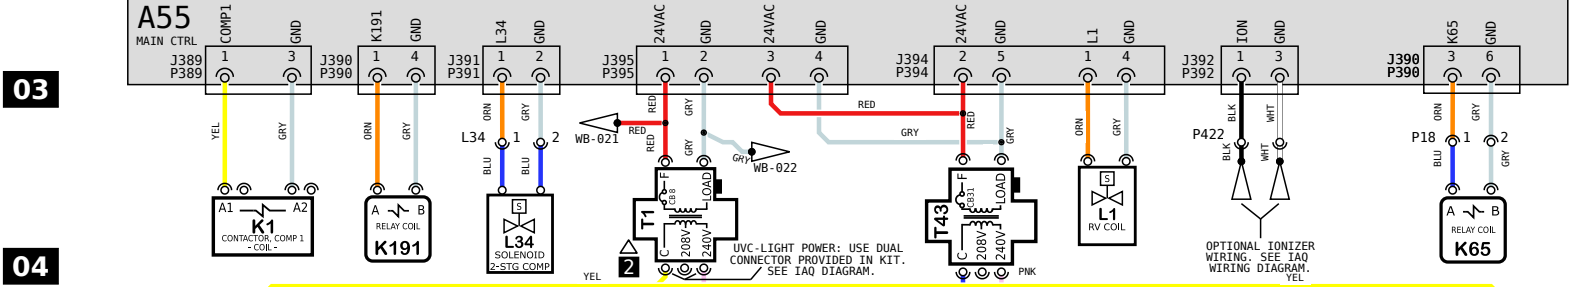 A55
MAIN CTRL
COMP1 GND K191 GND L34 GND 24VAC GND 24VAC GND 24VAC GND L1 GND ION GND K65 GND
J389 1 3 J390 1 4 J391 1 2 J395 1 2 3 4 J394 2 5 1 4 J392 1 3 J390 3 6
P389 P390 P391 P395 P394 P392 P390
03
YEL GRY ORN GRY ORN GRY RED GRY RED RED GRY ORN GRY BLK WHT ORN GRY
WB-021 RED RED GRY GRY WB-022 GRY
L34 1 2 P422 P18 1 2
BLU BLU BLK WHT BLU GRY
A1 A2
K1
CONTACTOR, COMP 1
- COIL -
A B
RELAY COIL
K191
S
L34
SOLENOID
2-STG COMP
F LOAD
CB8
T1
C 208V 240V
2
UVC-LIGHT POWER: USE DUAL
CONNECTOR PROVIDED IN KIT.
SEE IAQ DIAGRAM.
F LOAD
CB31
T43
C 208V 240V
PNK
S
L1
RV COIL
OPTIONAL IONIZER
WIRING. SEE IAQ
WIRING DIAGRAM.
A B
RELAY COIL
K65
04
YEL YEL